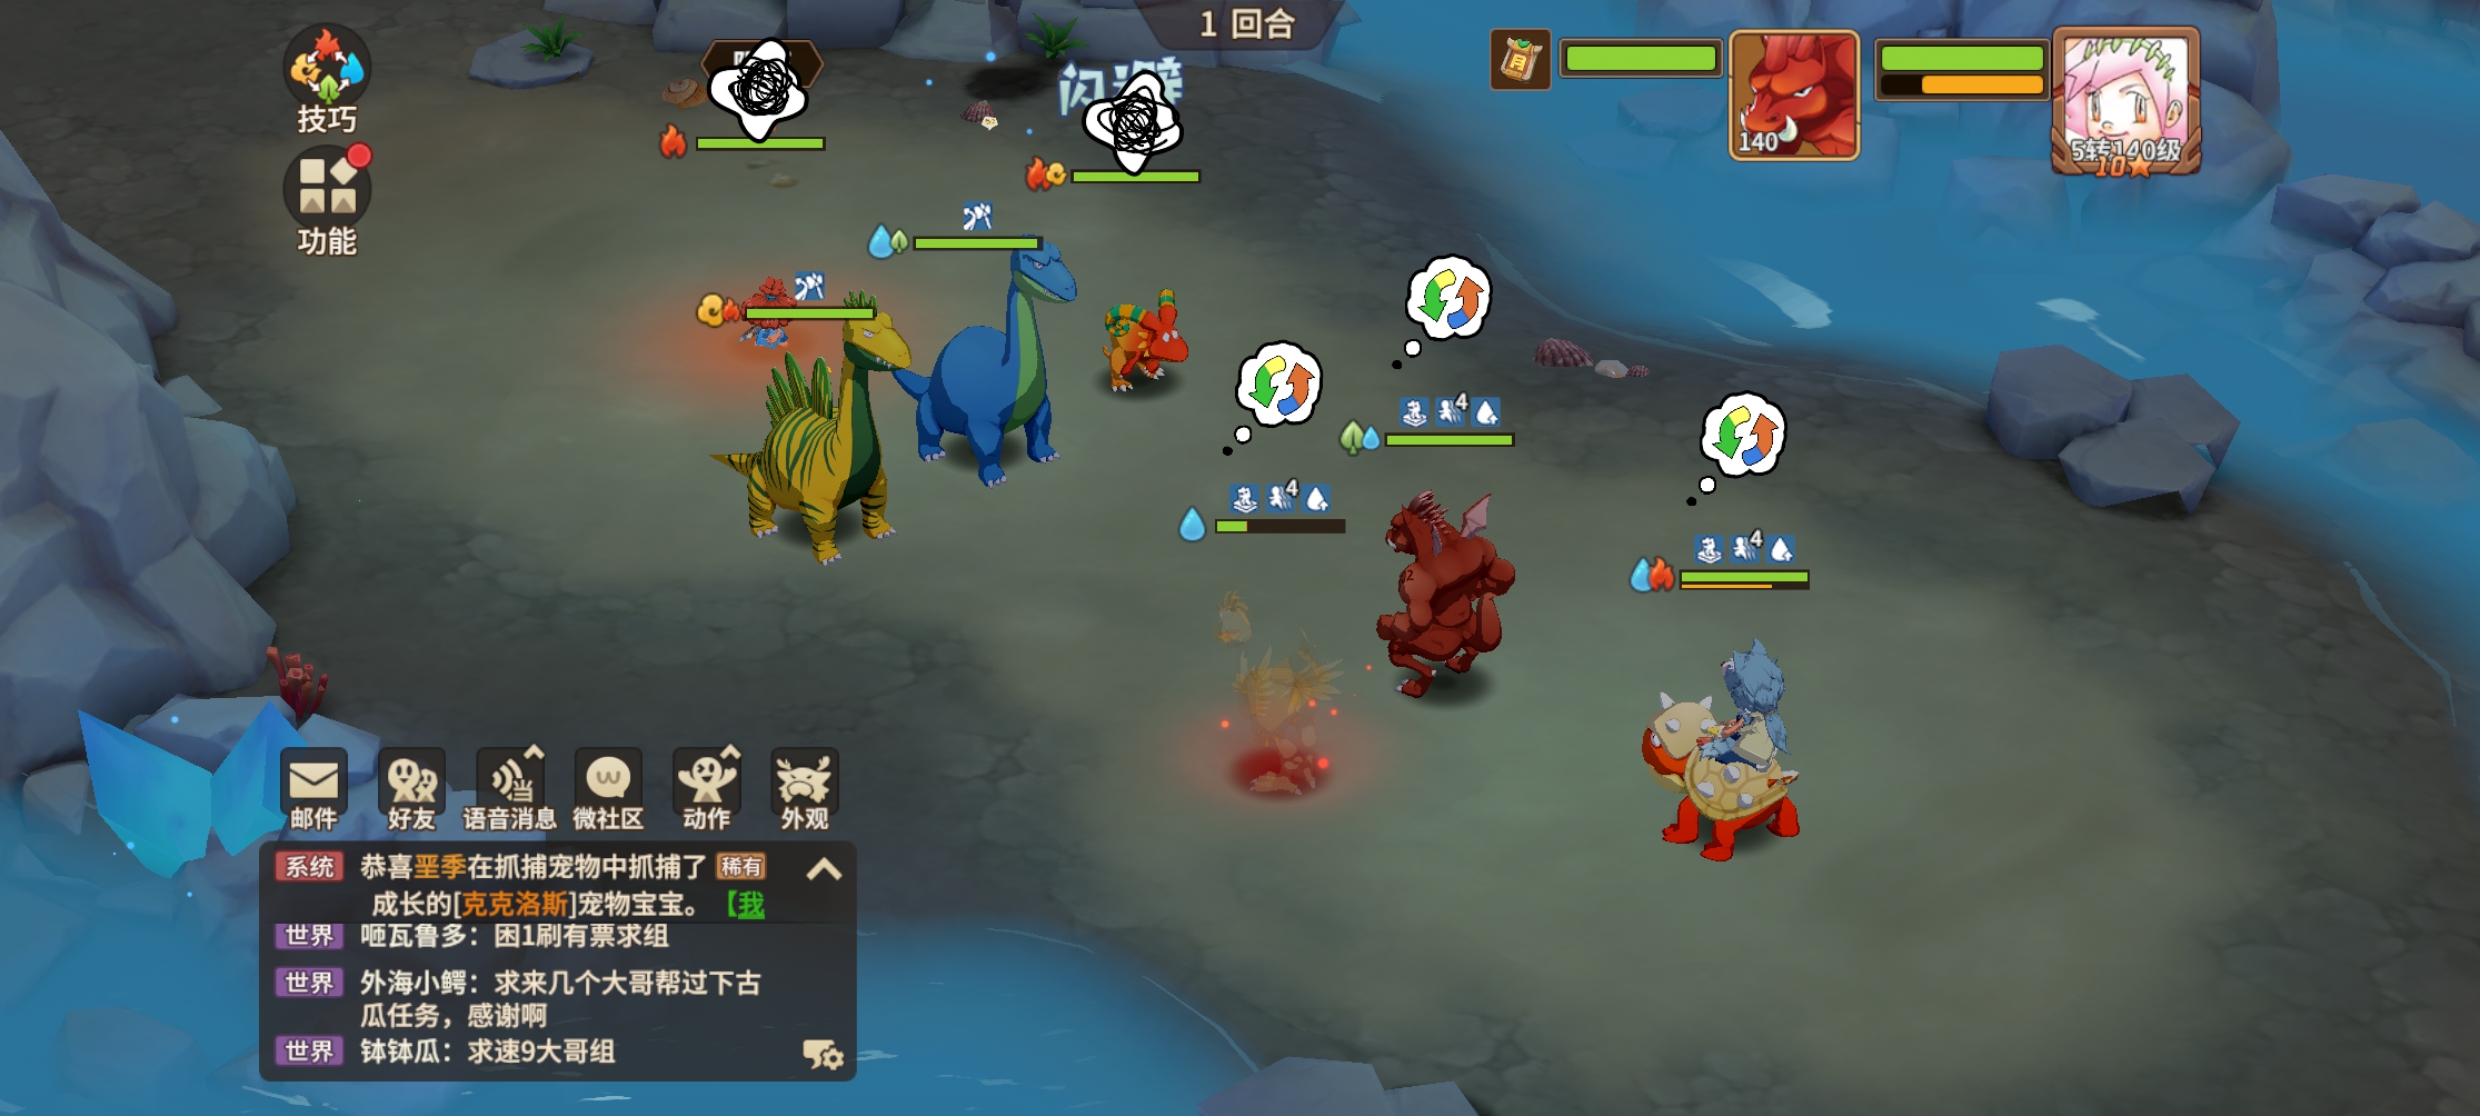 1 回合
技巧
闪避
功能
140
5转140级
10
4
4
4
邮件
好友
语音消息
微社区
动作
外观
系统 恭喜垩季在抓捕宠物中抓捕了 稀有
成长的[克克洛斯]宠物宝宝。【我
世界 咂瓦鲁多：困1刷有票求组
世界 外海小鳄：求来几个大哥帮过下古
瓜任务，感谢啊
世界 钵钵瓜：求速9大哥组